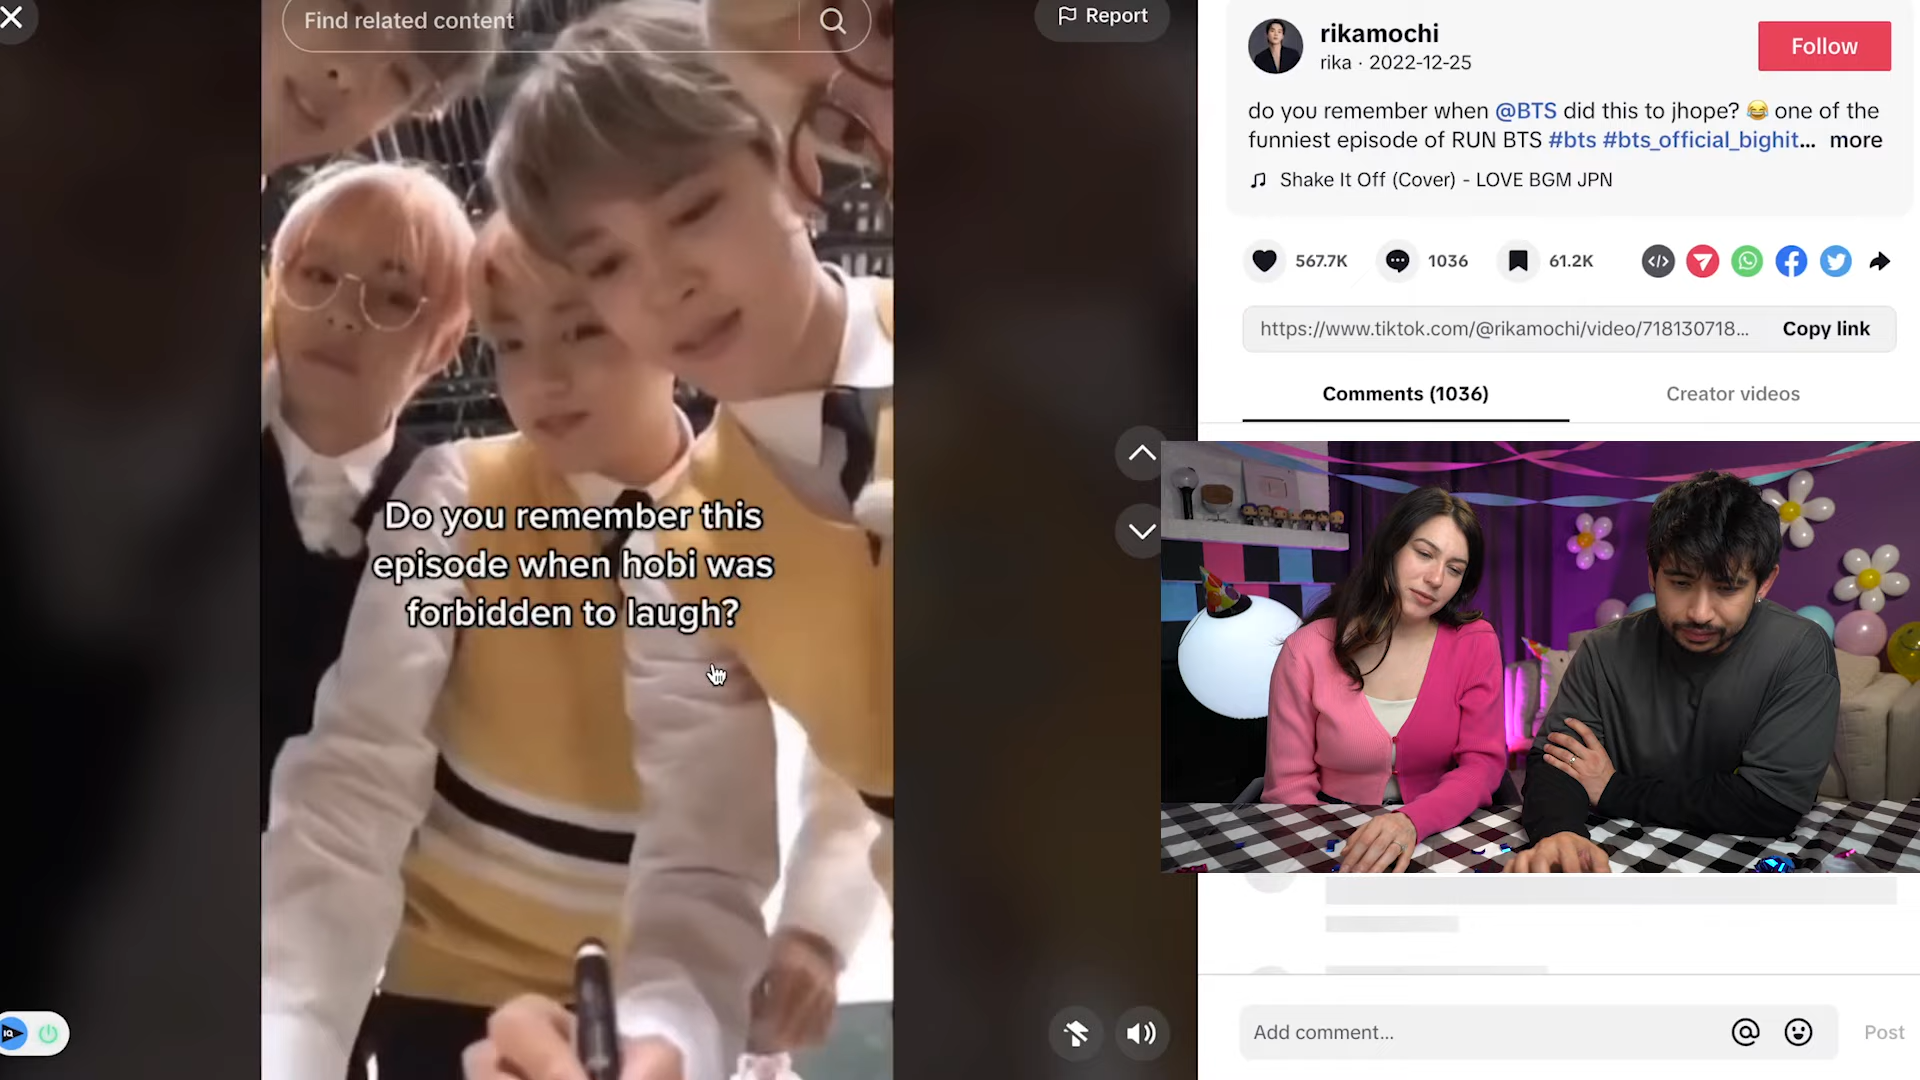 Find related content
Report
Do you remember this
episode when hobi was
forbidden to laugh?
IQ
rikamochi
rika · 2022-12-25
Follow
do you remember when @BTS did this to jhope? 😂 one of the
funniest episode of RUN BTS #bts #bts_official_bighit... more
Shake It Off (Cover) - LOVE BGM JPN
567.7K
1036
61.2K
https://www.tiktok.com/@rikamochi/video/718130718...
Copy link
Comments (1036)
Creator videos
Add comment...
Post